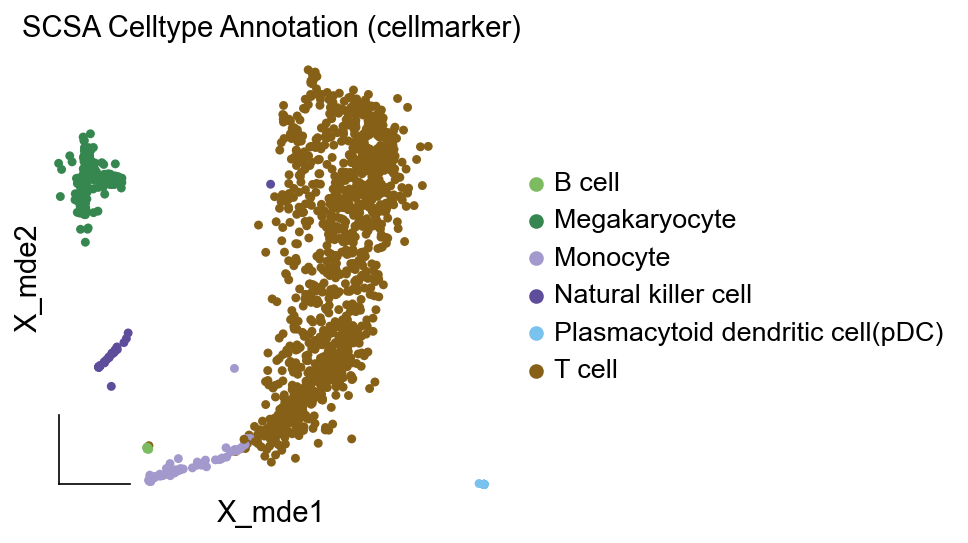 SCSA Celltype Annotation (cellmarker)
X_mde2
X_mde1
B cell
Megakaryocyte
Monocyte
Natural killer cell
Plasmacytoid dendritic cell(pDC)
T cell